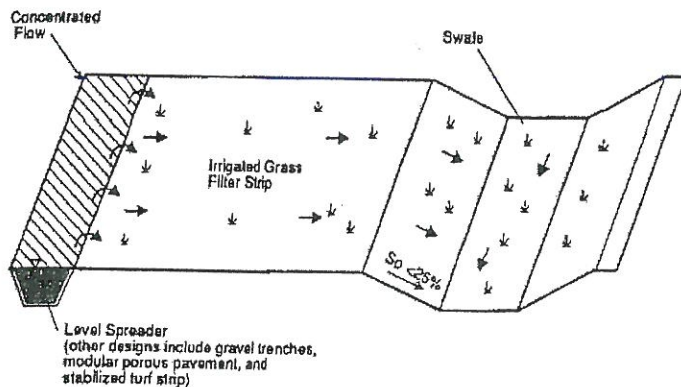 Concentrated
Flow
Swale
Irrigated Grass
Filter Strip
So <25%
Level Spreader
(other designs include gravel trenches,
modular porous pavement, and
stabilized turf strip)